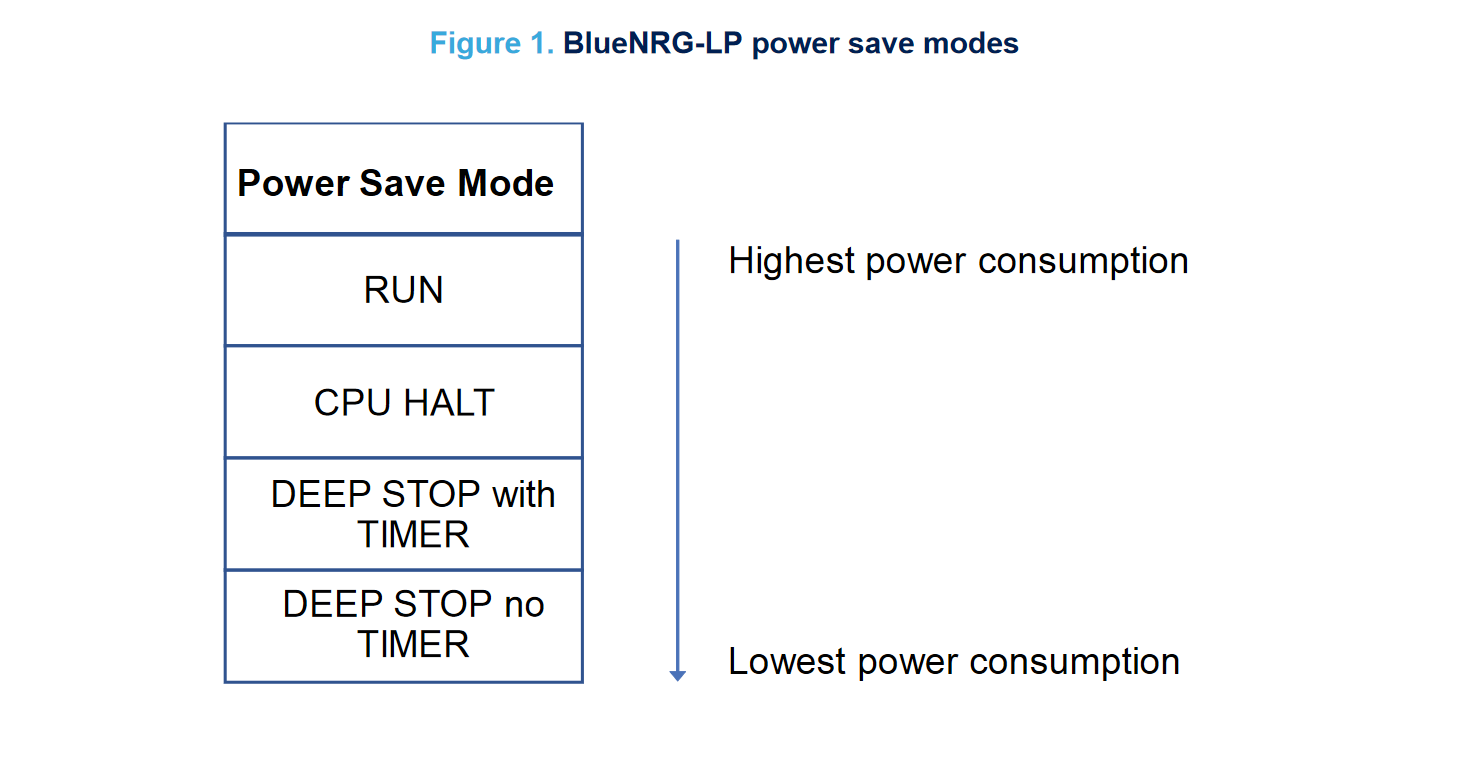 Figure 1. BlueNRG-LP power save modes
Power Save Mode
Highest power consumption
RUN
CPU HALT
DEEP STOP with
TIMER
DEEP STOP no
TIMER
Lowest power consumption